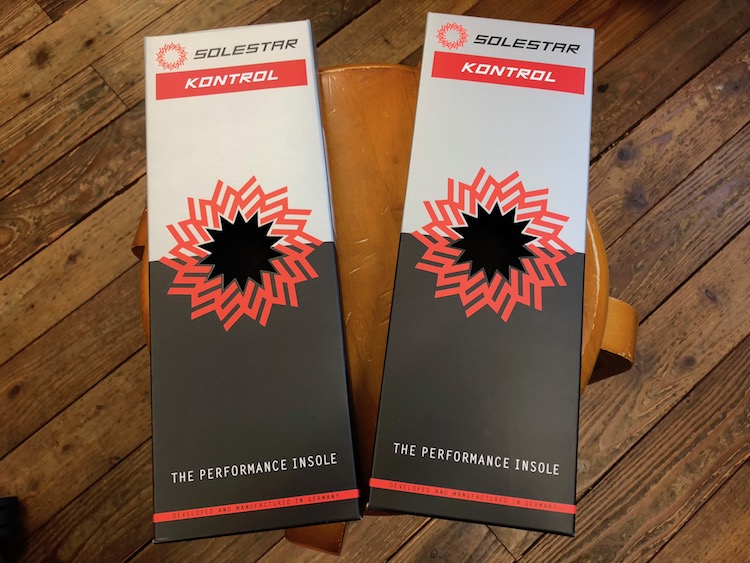 SOLESTAR
KONTROL
THE PERFORMANCE INSOLE
DEVELOPED AND MANUFACTURED IN GERMANY
SOLESTAR
KONTROL
THE PERFORMANCE INSOLE
DEVELOPED AND MANUFACTURED IN GERMANY